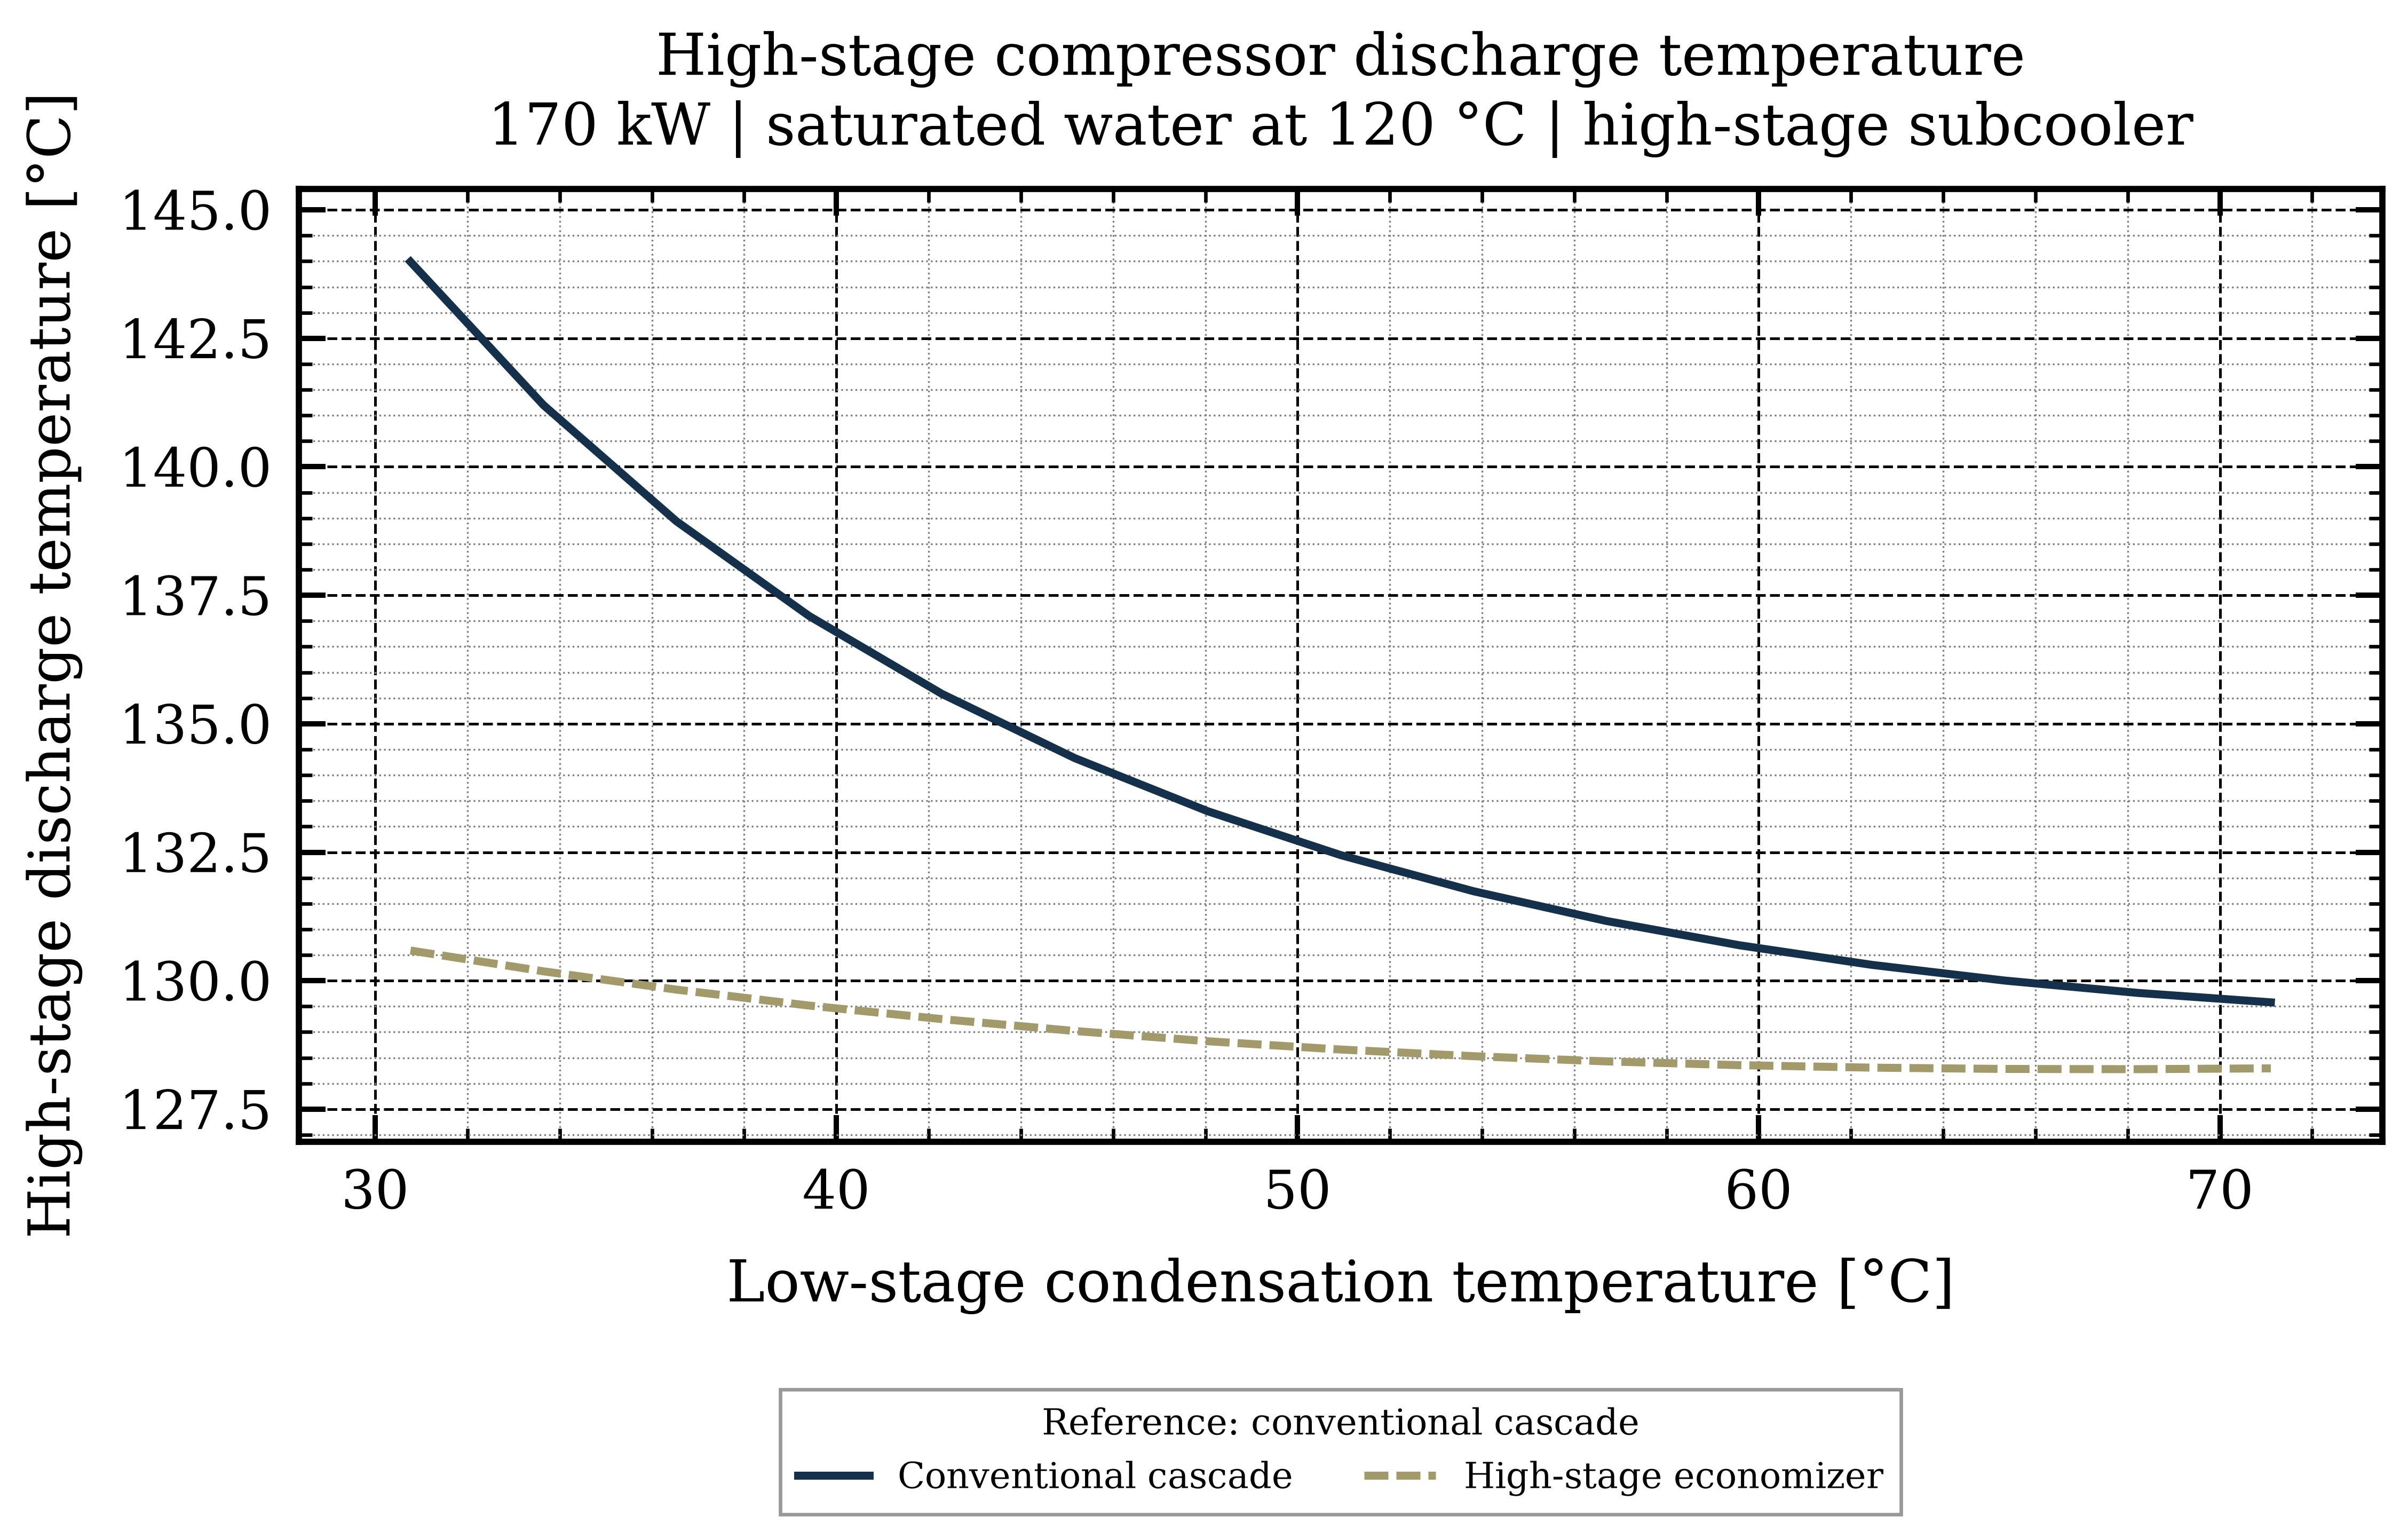 High-stage compressor discharge temperature
170 kW | saturated water at 120 °C | high-stage subcooler
High-stage discharge temperature [°C]
145.0
142.5
140.0
137.5
135.0
132.5
130.0
127.5
30 40 50 60 70
Low-stage condensation temperature [°C]
Reference: conventional cascade
Conventional cascade High-stage economizer